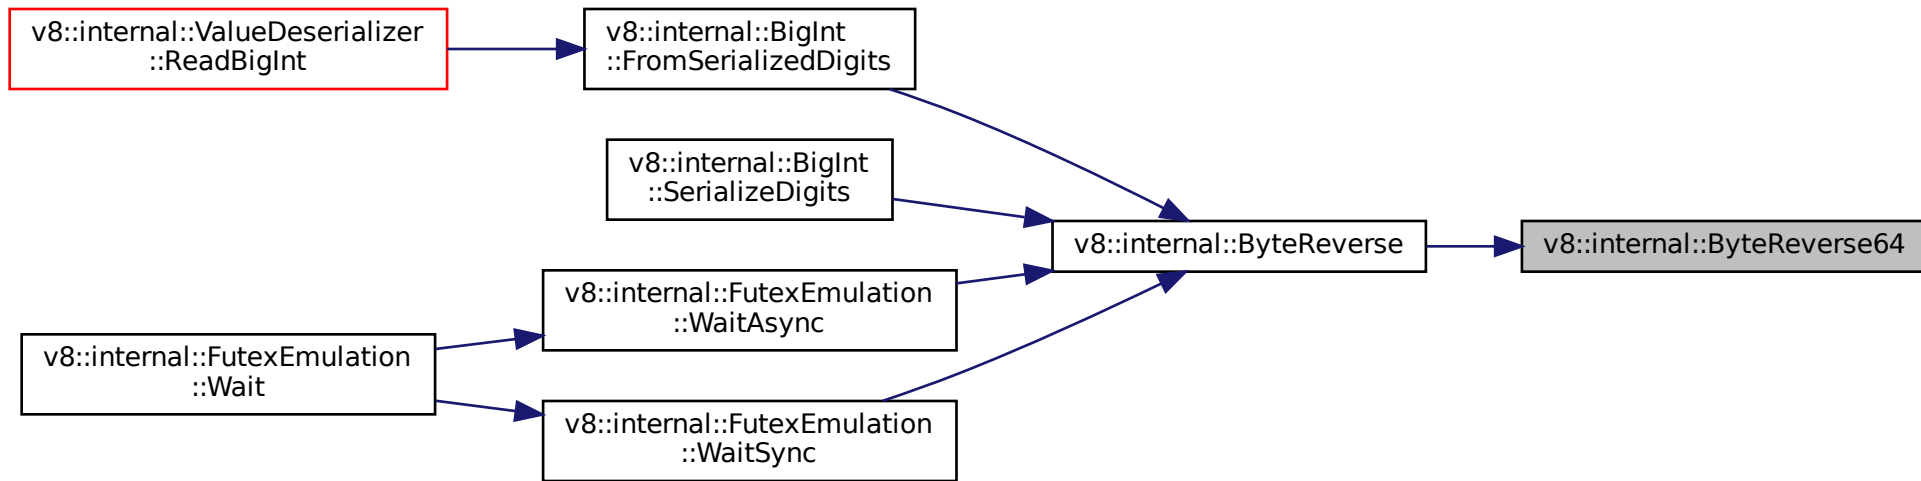 v8::internal::ValueDeserializer
::ReadBigInt
v8::internal::BigInt
::FromSerializedDigits
v8::internal::BigInt
::SerializeDigits
v8::internal::ByteReverse
v8::internal::ByteReverse64
v8::internal::FutexEmulation
::WaitAsync
v8::internal::FutexEmulation
::Wait
v8::internal::FutexEmulation
::WaitSync